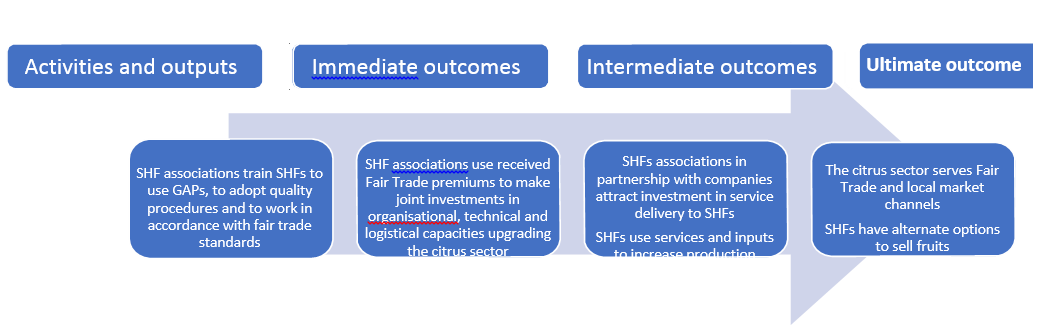 Activities and outputs
Immediate outcomes
Intermediate outcomes
Ultimate outcome
SHF associations train SHFs to
use GAPs, to adopt quality
procedures and to work in
accordance with fair trade
standards
SHF associations use received
Fair Trade premiums to make
joint investments in
organisational, technical and
logistical capacities upgrading
the citrus sector
SHFs associations in
partnership with companies
attract investment in service
delivery to SHFs
SHFs use services and inputs
to increase production
The citrus sector serves Fair
Trade and local market
channels
SHFs have alternate options
to sell fruits